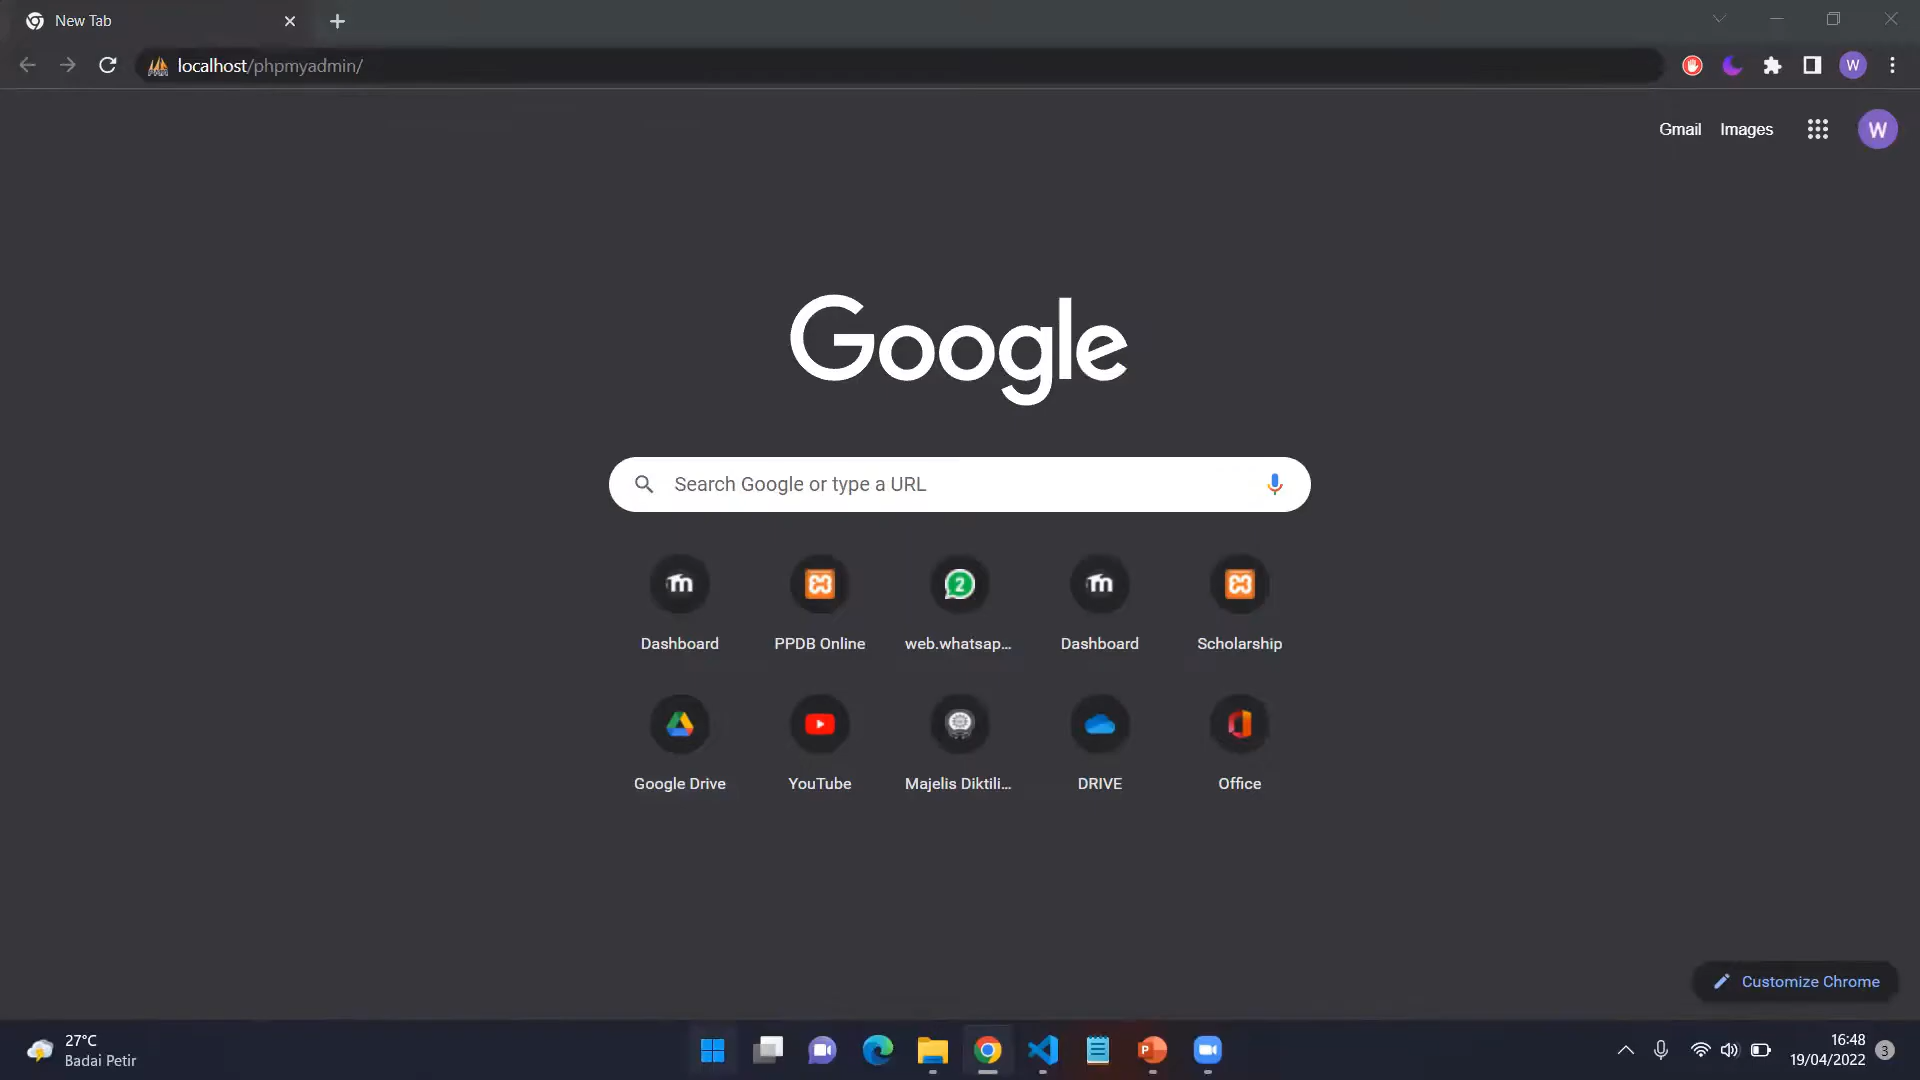 New Tab
localhost/phpmyadmin/
W
Gmail Images
W
Google
Search Google or type a URL
2
Dashboard PPDB Online web.whatsap... Dashboard Scholarship
Google Drive YouTube Majelis Diktili... DRIVE Office
Customize Chrome
27°C
Badai Petir
16:48
19/04/2022
3